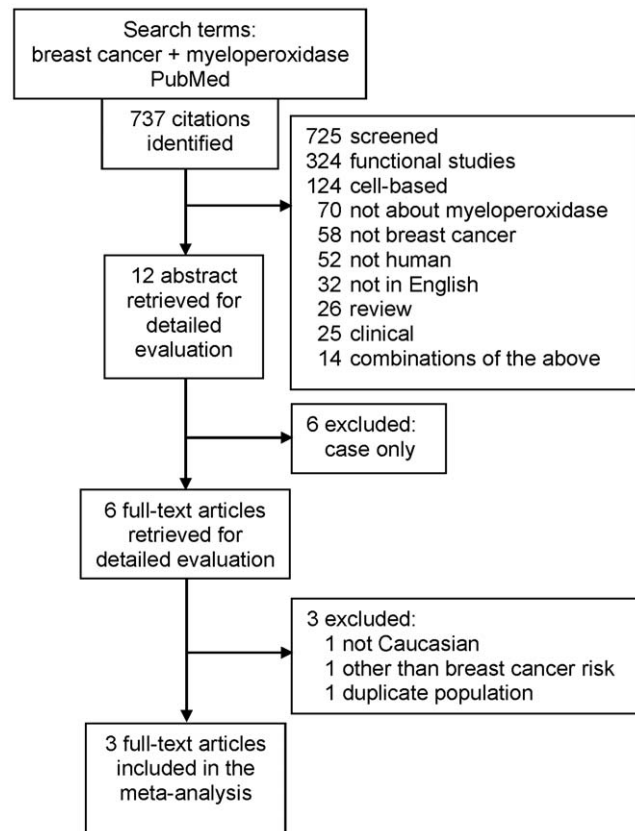 Search terms:
breast cancer + myeloperoxidase
PubMed
737 citations
identified
725 screened
324 functional studies
124 cell-based
70 not about myeloperoxidase
58 not breast cancer
52 not human
32 not in English
26 review
25 clinical
14 combinations of the above
12 abstract
retrieved for
detailed
evaluation
6 excluded:
case only
6 full-text articles
retrieved for
detailed evaluation
3 excluded:
1 not Caucasian
1 other than breast cancer risk
1 duplicate population
3 full-text articles
included in the
meta-analysis